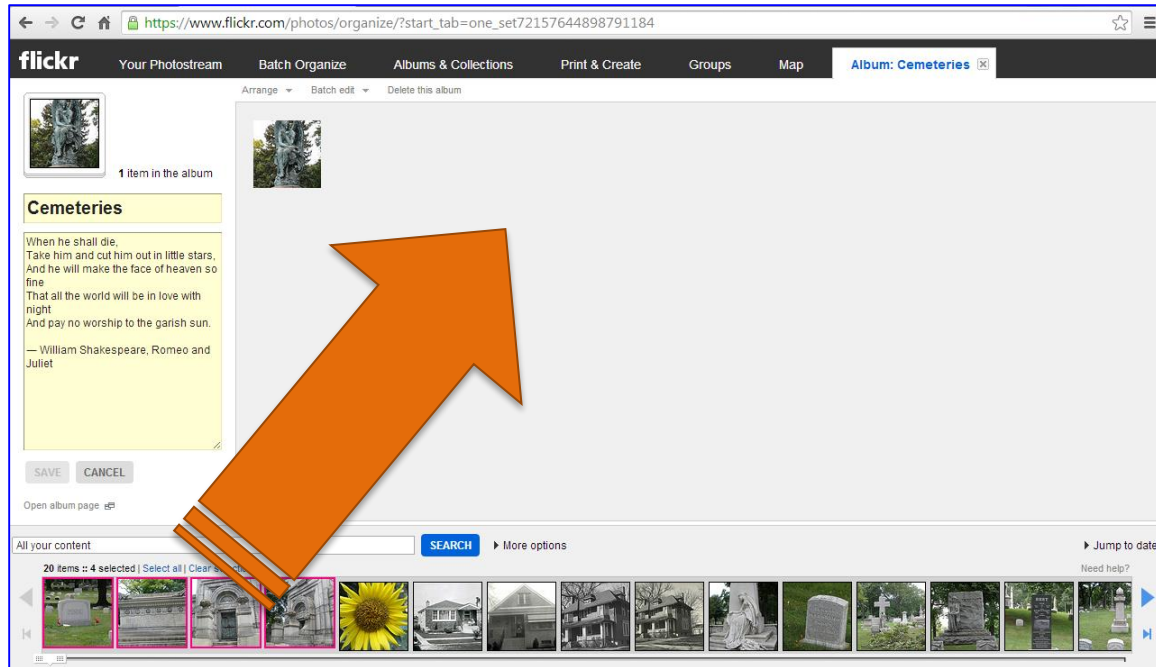 https://www.flickr.com/photos/organize/?start_tab=one_set72157644898791184
flickr Your Photostream Batch Organize Albums & Collections Print & Create Groups Map Album: Cemeteries
Arrange Batch edit Delete this album
1 item in the album
Cemeteries
When he shall die,
Take him and cut him out in little stars,
And he will make the face of heaven so
fine
That all the world will be in love with
night
And pay no worship to the garish sun.
— William Shakespeare, Romeo and
Juliet
SAVE CANCEL
Open album page
All your content SEARCH More options Jump to date
20 items :: 4 selected | Select all | Clear Need help?